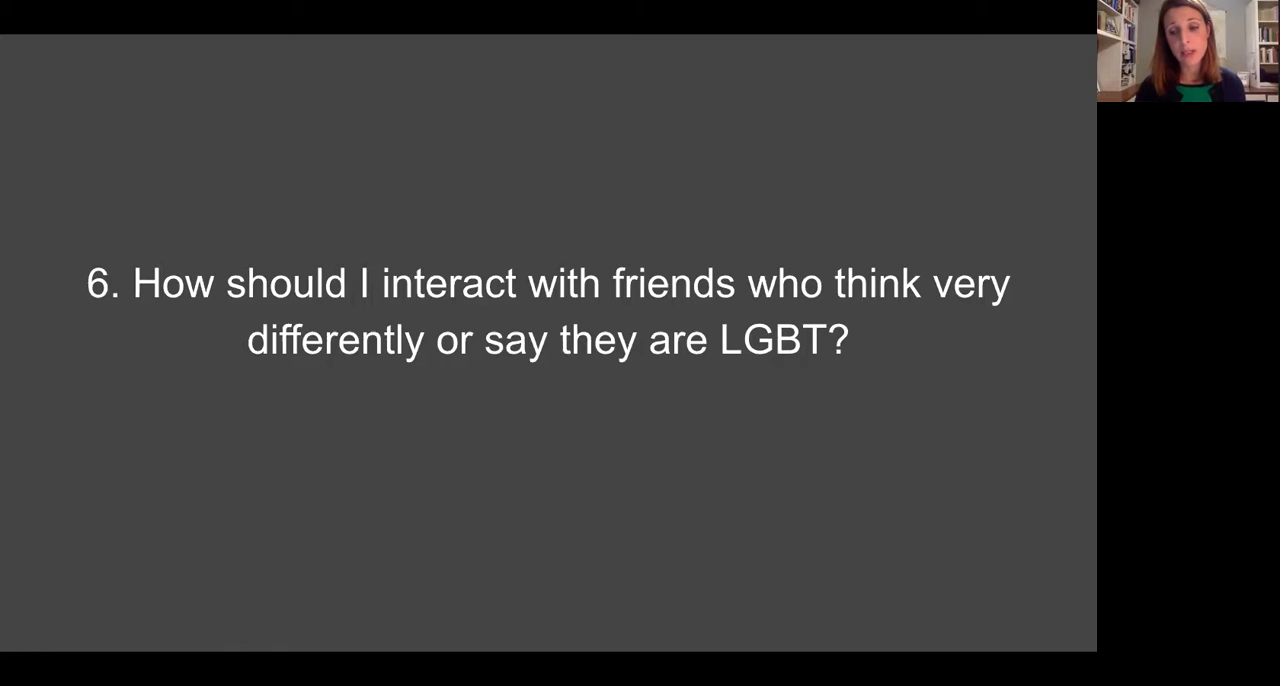 6. How should I interact with friends who think very
differently or say they are LGBT?